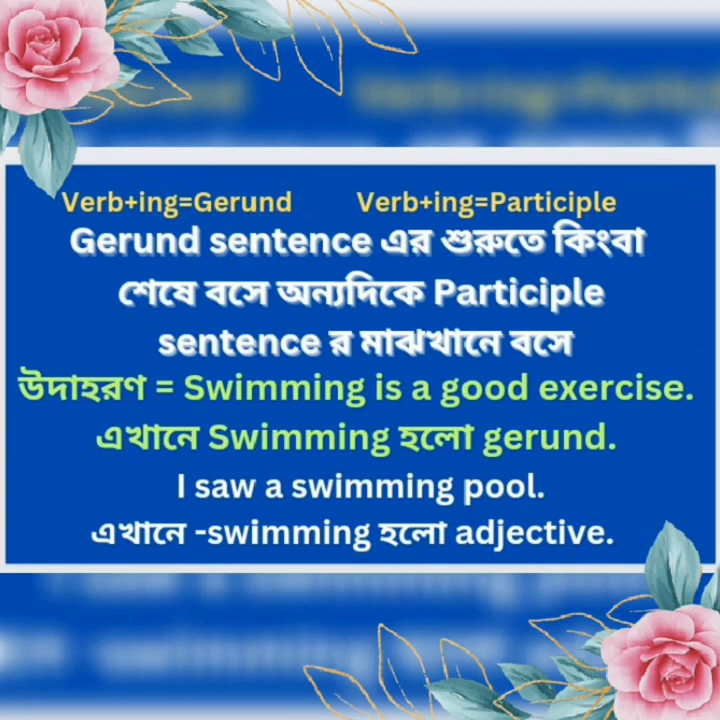 Verb+ing=Gerund Verb+ing=Participle
Gerund sentence এর শুরুতে কিংবা
শেষে বসে অন্যদিকে Participle
sentence র মাঝখানে বসে
উদাহরণ = Swimming is a good exercise.
এখানে Swimming হলো gerund.
I saw a swimming pool.
এখানে -swimming হলো adjective.